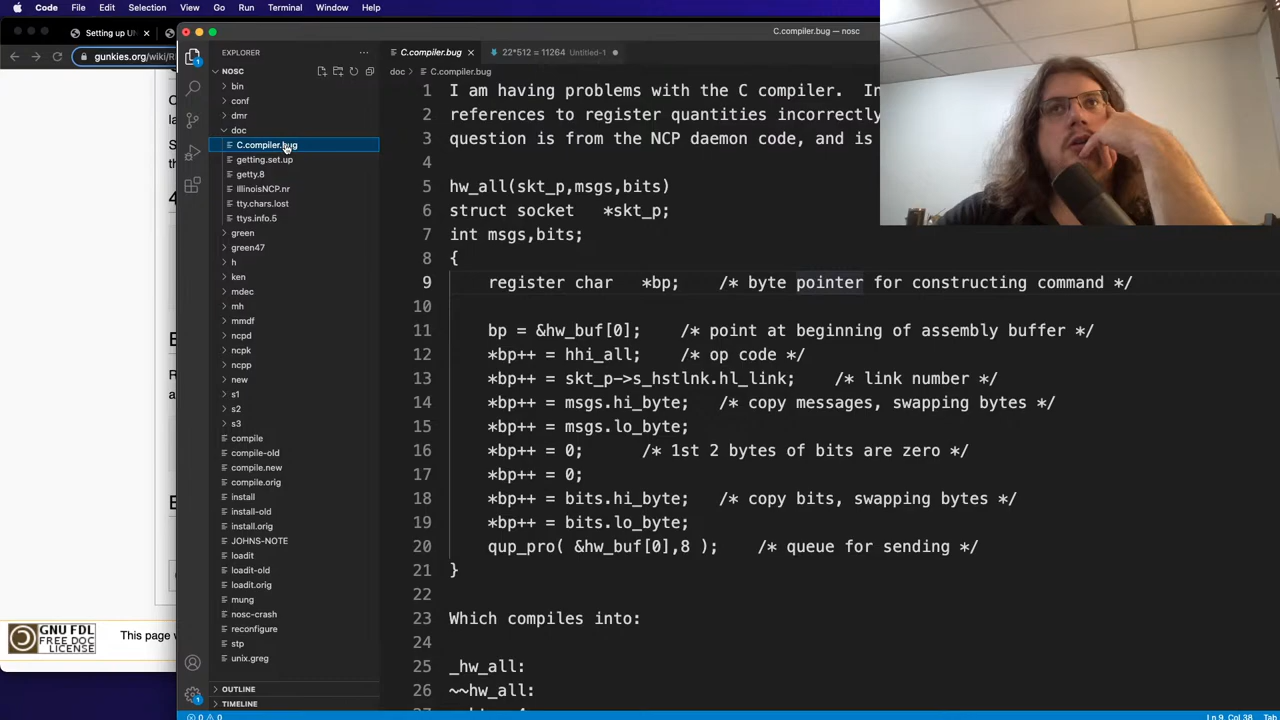 Code File Edit Selection View Go Run Terminal Window Help
Setting up UN
gunkies.org/wiki/R
C.compiler.bug — nosc
EXPLORER
C.compiler.bug
22*512 = 11264 Untitled-1
NOSC
doc > C.compiler.bug
bin
conf
dmr
doc
C.compiler.bug
getting.set.up
getty.8
IllinoisNCP.nr
tty.chars.lost
ttys.info.5
green
green47
h
ken
mdec
mh
mmdf
ncpd
ncpk
ncpp
new
s1
s2
s3
compile
compile-old
compile.new
compile.orig
install
install-old
install.orig
JOHNS-NOTE
loadit
loadit-old
loadit.orig
mung
nosc-crash
reconfigure
stp
unix.greg
OUTLINE
TIMELINE
1 I am having problems with the C compiler. In
2 references to register quantities incorrectly
3 question is from the NCP daemon code, and is
4
5 hw_all(skt_p,msgs,bits)
6 struct socket *skt_p;
7 int msgs,bits;
8 {
9 register char *bp; /* byte pointer for constructing command */
10
11 bp = &hw_buf[0]; /* point at beginning of assembly buffer */
12 *bp++ = hhi_all; /* op code */
13 *bp++ = skt_p->s_hstlnk.hl_link; /* link number */
14 *bp++ = msgs.hi_byte; /* copy messages, swapping bytes */
15 *bp++ = msgs.lo_byte;
16 *bp++ = 0; /* 1st 2 bytes of bits are zero */
17 *bp++ = 0;
18 *bp++ = bits.hi_byte; /* copy bits, swapping bytes */
19 *bp++ = bits.lo_byte;
20 qup_pro( &hw_buf[0],8 ); /* queue for sending */
21 }
22
23 Which compiles into:
24
25 _hw_all:
26 ~~hw_all:
GNU FDL
FREE DOC
LICENSE
This page w
0 0
Ln 9, Col 38 Tab